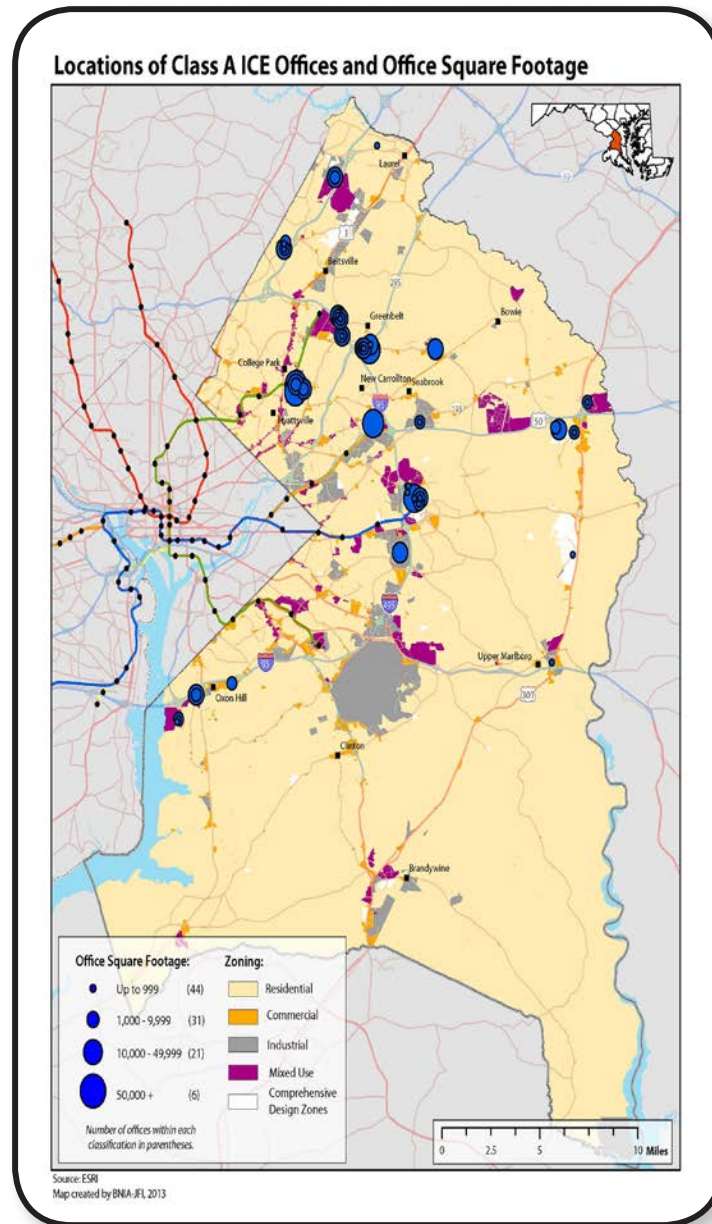 Locations of Class A ICE Offices and Office Square Footage
Laurel
1
Beltsville
295
Greenbelt
Bowie
College Park
New Carrollton
Seabrook
95
193
Hyattsville
50
495
Upper Marlboro
95
301
Oxon Hill
Clinton
Brandywine
Office Square Footage:
Up to 999 (44)
1,000 - 9,999 (31)
10,000 - 49,999 (21)
50,000 + (6)
Number of offices within each
classification in parentheses.
Zoning:
Residential
Commercial
Industrial
Mixed Use
Comprehensive
Design Zones
0 2.5 5 10 Miles
Source: ESRI
Map created by BNIA-JFI, 2013